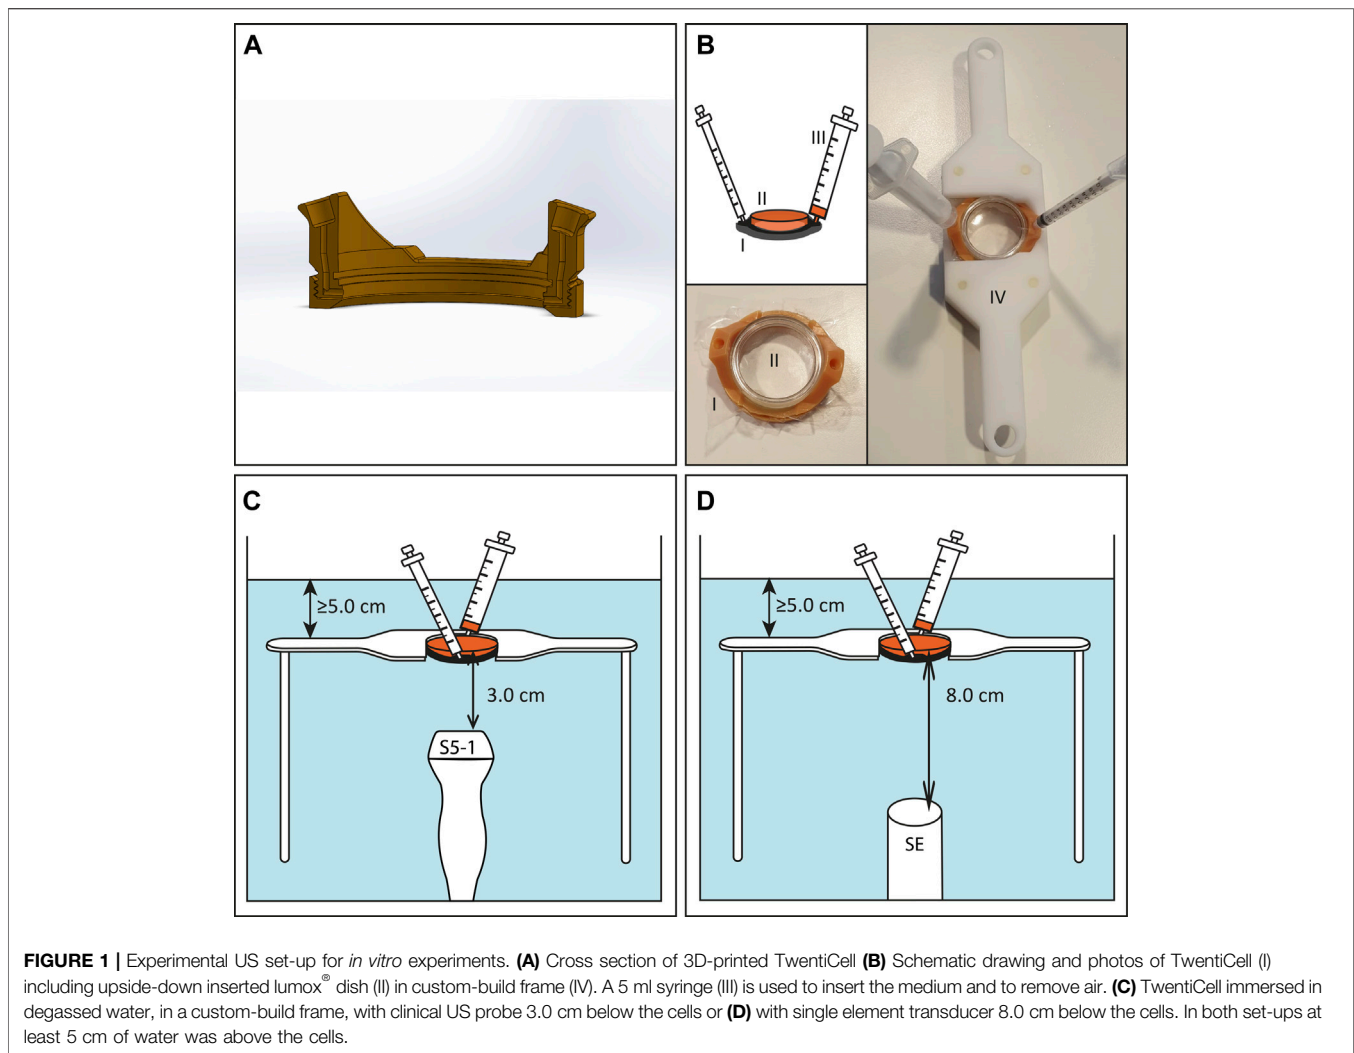 A
B
III
II
I
II
I
IV
C
≥5.0 cm
3.0 cm
S5-1
D
≥5.0 cm
8.0 cm
SE
FIGURE 1 | Experimental US set-up for in vitro experiments. (A) Cross section of 3D-printed TwentiCell (B) Schematic drawing and photos of TwentiCell (I)
including upside-down inserted lumox® dish (II) in custom-build frame (IV). A 5 ml syringe (III) is used to insert the medium and to remove air. (C) TwentiCell immersed in
degassed water, in a custom-build frame, with clinical US probe 3.0 cm below the cells or (D) with single element transducer 8.0 cm below the cells. In both set-ups at
least 5 cm of water was above the cells.